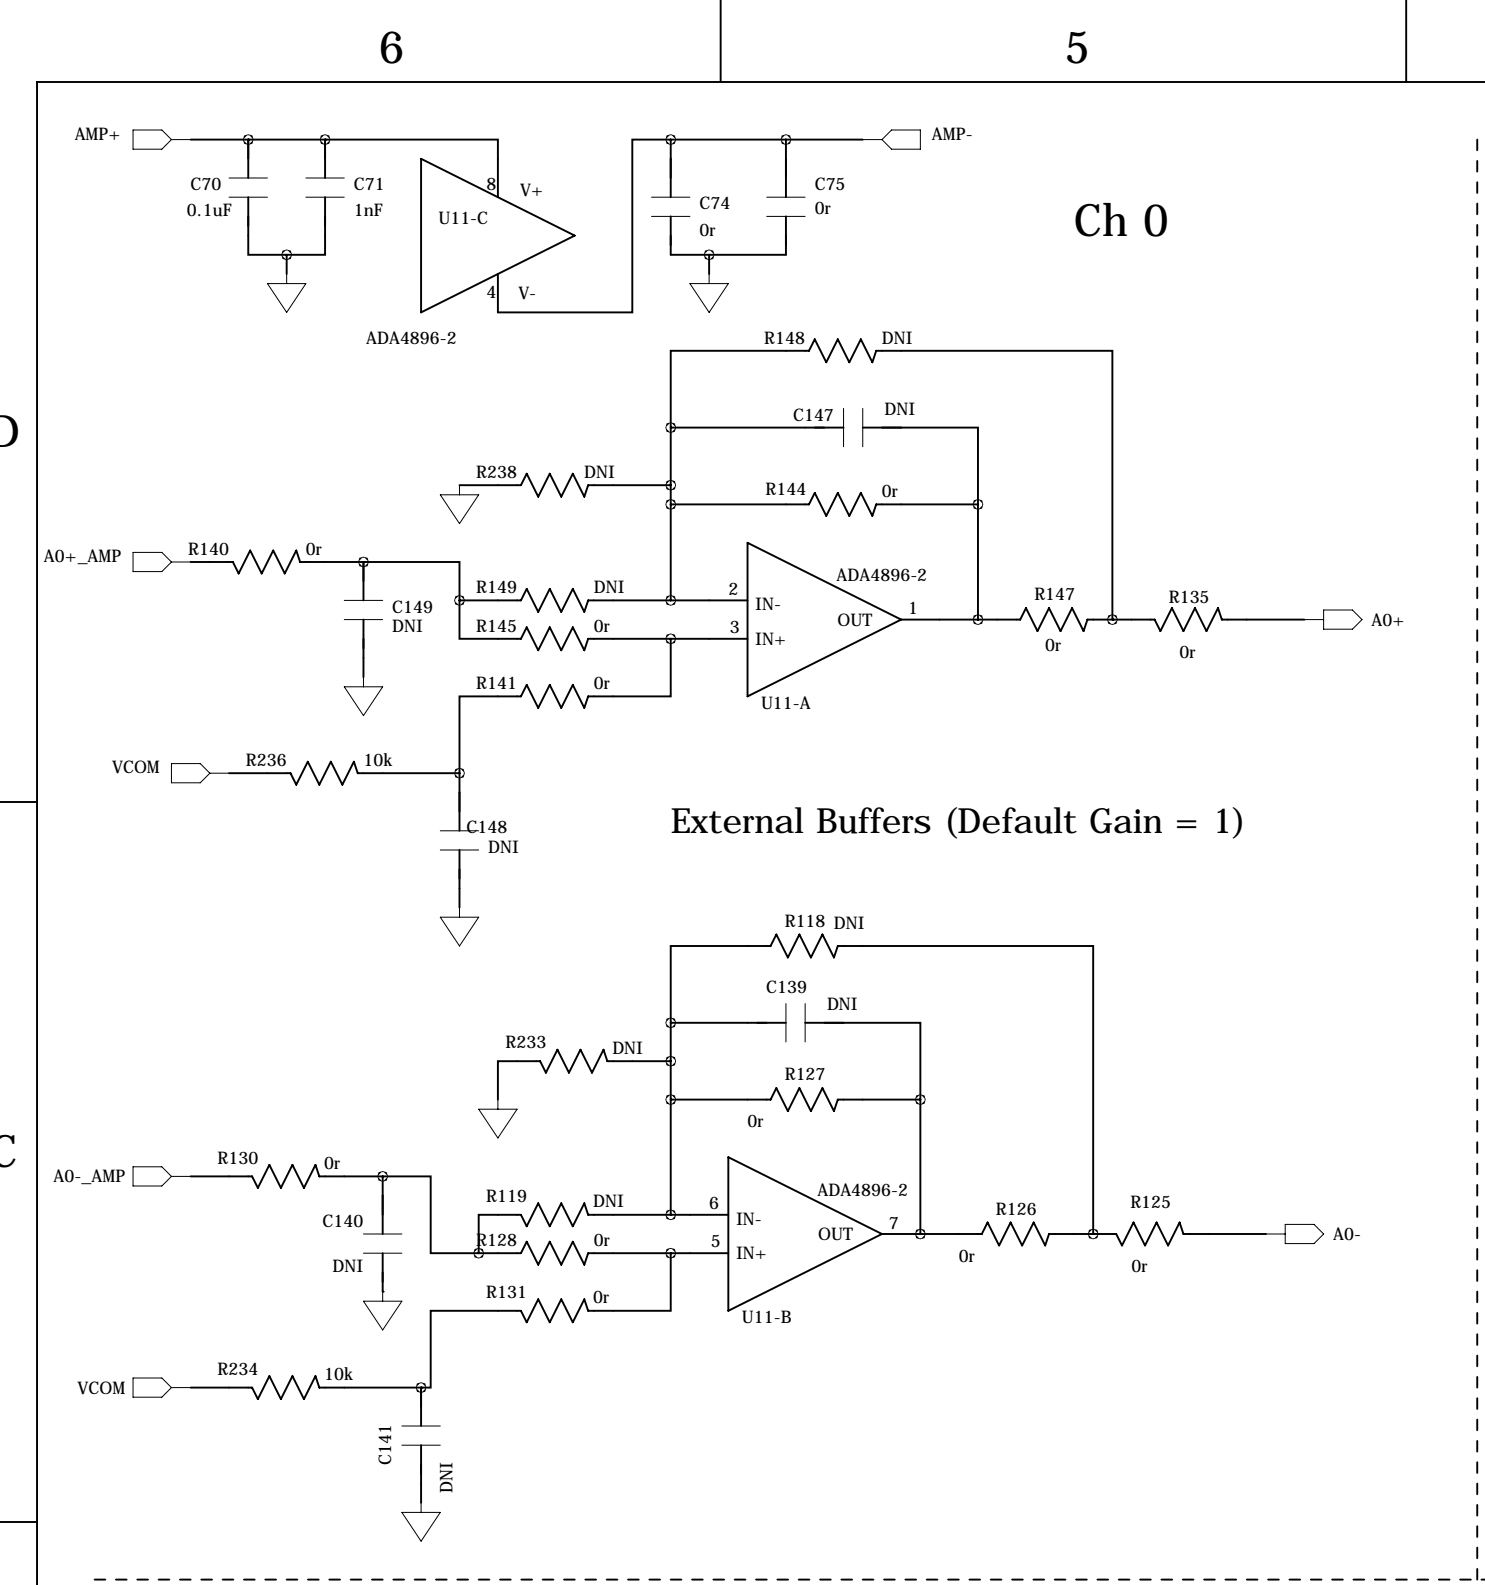 6
5
AMP+
AMP-
C70
0.1uF
C71
1nF
8
V+
U11-C
4
V-
ADA4896-2
C74
0r
C75
0r
Ch 0
D
R148
DNI
C147
DNI
R238
DNI
R144
0r
A0+_AMP
R140
0r
C149
DNI
R149
DNI
R145
0r
2
IN-
3
IN+
ADA4896-2
OUT
1
U11-A
R147
0r
R135
0r
A0+
R141
0r
VCOM
R236
10k
C148
DNI
External Buffers (Default Gain = 1)
R118
DNI
C139
DNI
R233
DNI
R127
0r
C
A0-_AMP
R130
0r
C140
DNI
R119
DNI
R128
0r
6
IN-
5
IN+
ADA4896-2
OUT
7
U11-B
R126
0r
R125
0r
A0-
R131
0r
VCOM
R234
10k
C141
DNI